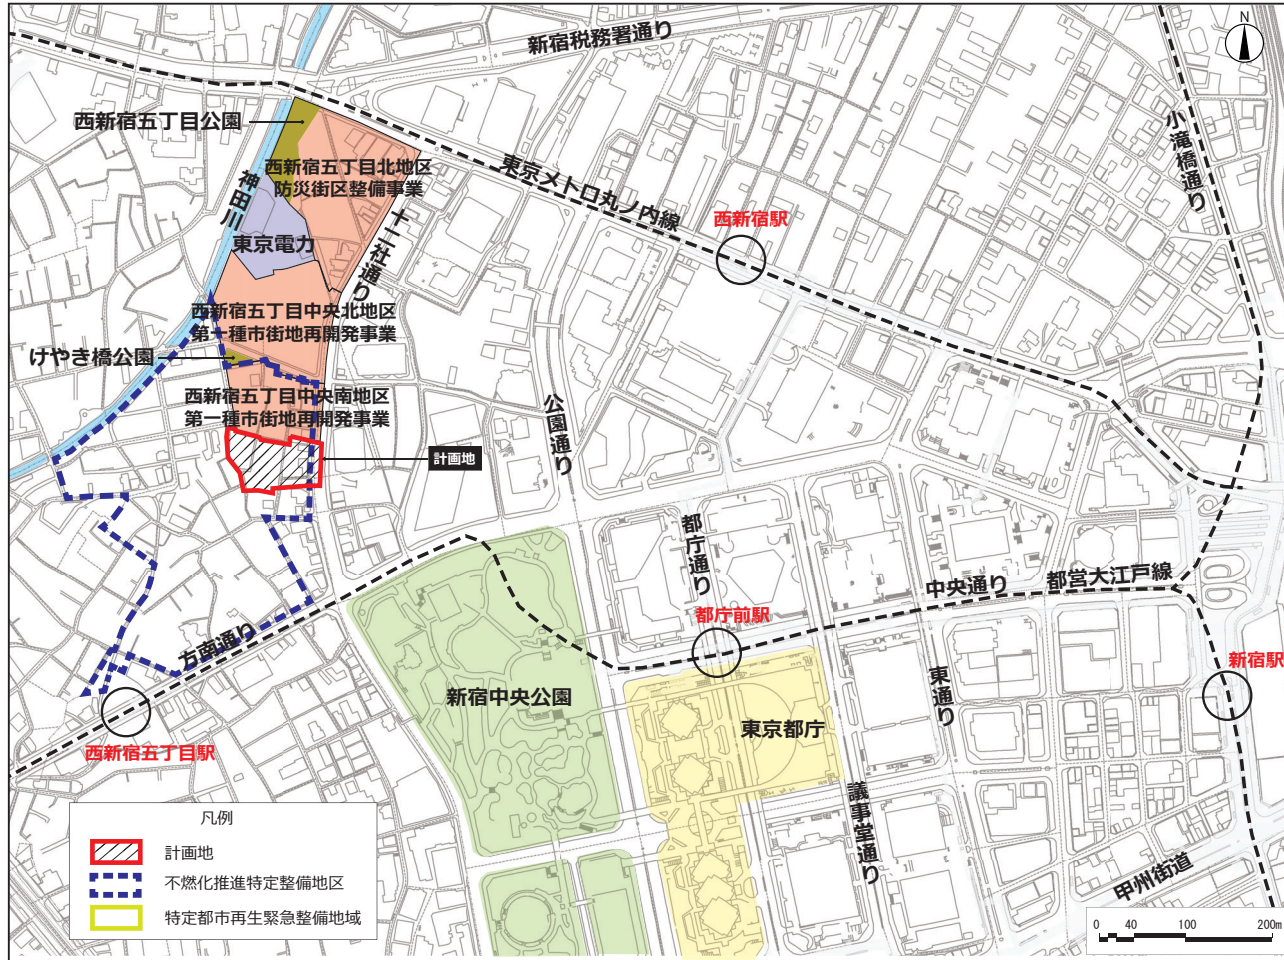 新宿税務署通り
N
小滝橋通り
西新宿五丁目公園
西新宿五丁目北地区
防災街区整備事業
神田川
東京メトロ丸ノ内線
西新宿駅
十二社通り
東京電力
西新宿五丁目中央北地区
第一種市街地再開発事業
けやき橋公園
西新宿五丁目中央南地区
第一種市街地再開発事業
公園通り
計画地
都庁通り
中央通り
都営大江戸線
都庁前駅
方南通り
新宿駅
東通り
新宿中央公園
東京都庁
西新宿五丁目駅
議事堂通り
甲州街道
凡例
計画地
不燃化推進特定整備地区
特定都市再生緊急整備地域
0 40 100 200m